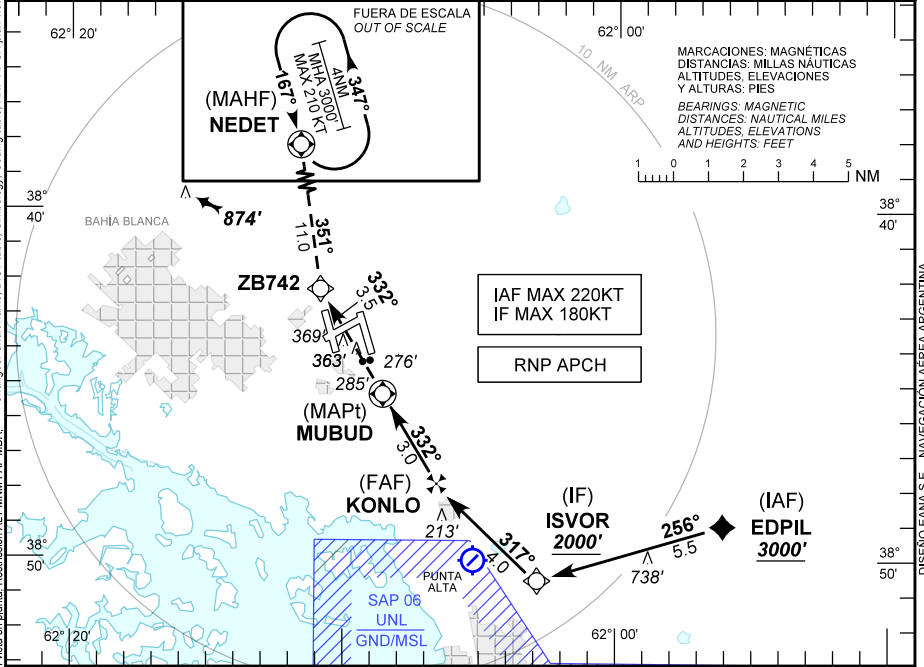 62° 20'
FUERA DE ESCALA
OUT OF SCALE
62° 00'
10 NM ARP
MARCACIONES: MAGNÉTICAS
DISTANCIAS: MILLAS NÁUTICAS
ALTITUDES, ELEVACIONES
Y ALTURAS: PIES
BEARINGS: MAGNETIC
DISTANCES: NAUTICAL MILES
ALTITUDES, ELEVATIONS
AND HEIGHTS: FEET
1 0 1 2 3 4 5 NM
167°
MHA 3000'
MAX 210 KT
4NM
347°
(MAHF)
NEDET
38°
40'
874'
38°
40'
BAHÍA BLANCA
351°
11.0
ZB742
332°
3.5
IAF MAX 220KT
IF MAX 180KT
RNP APCH
369'
363'
276'
285'
(MAPt)
MUBUD
332°
3.0
(FAF)
KONLO
213'
(IF)
ISVOR
2000'
(IAF)
EDPIL
3000'
256°
5.5
738'
317°
4.0
38°
50'
38°
50'
PUNTA
ALTA
SAP 06
UNL
GND/MSL
62° 20'
62° 00'
DISEÑO EANA S.E. - NAVEGACIÓN AÉREA ARGENTINA